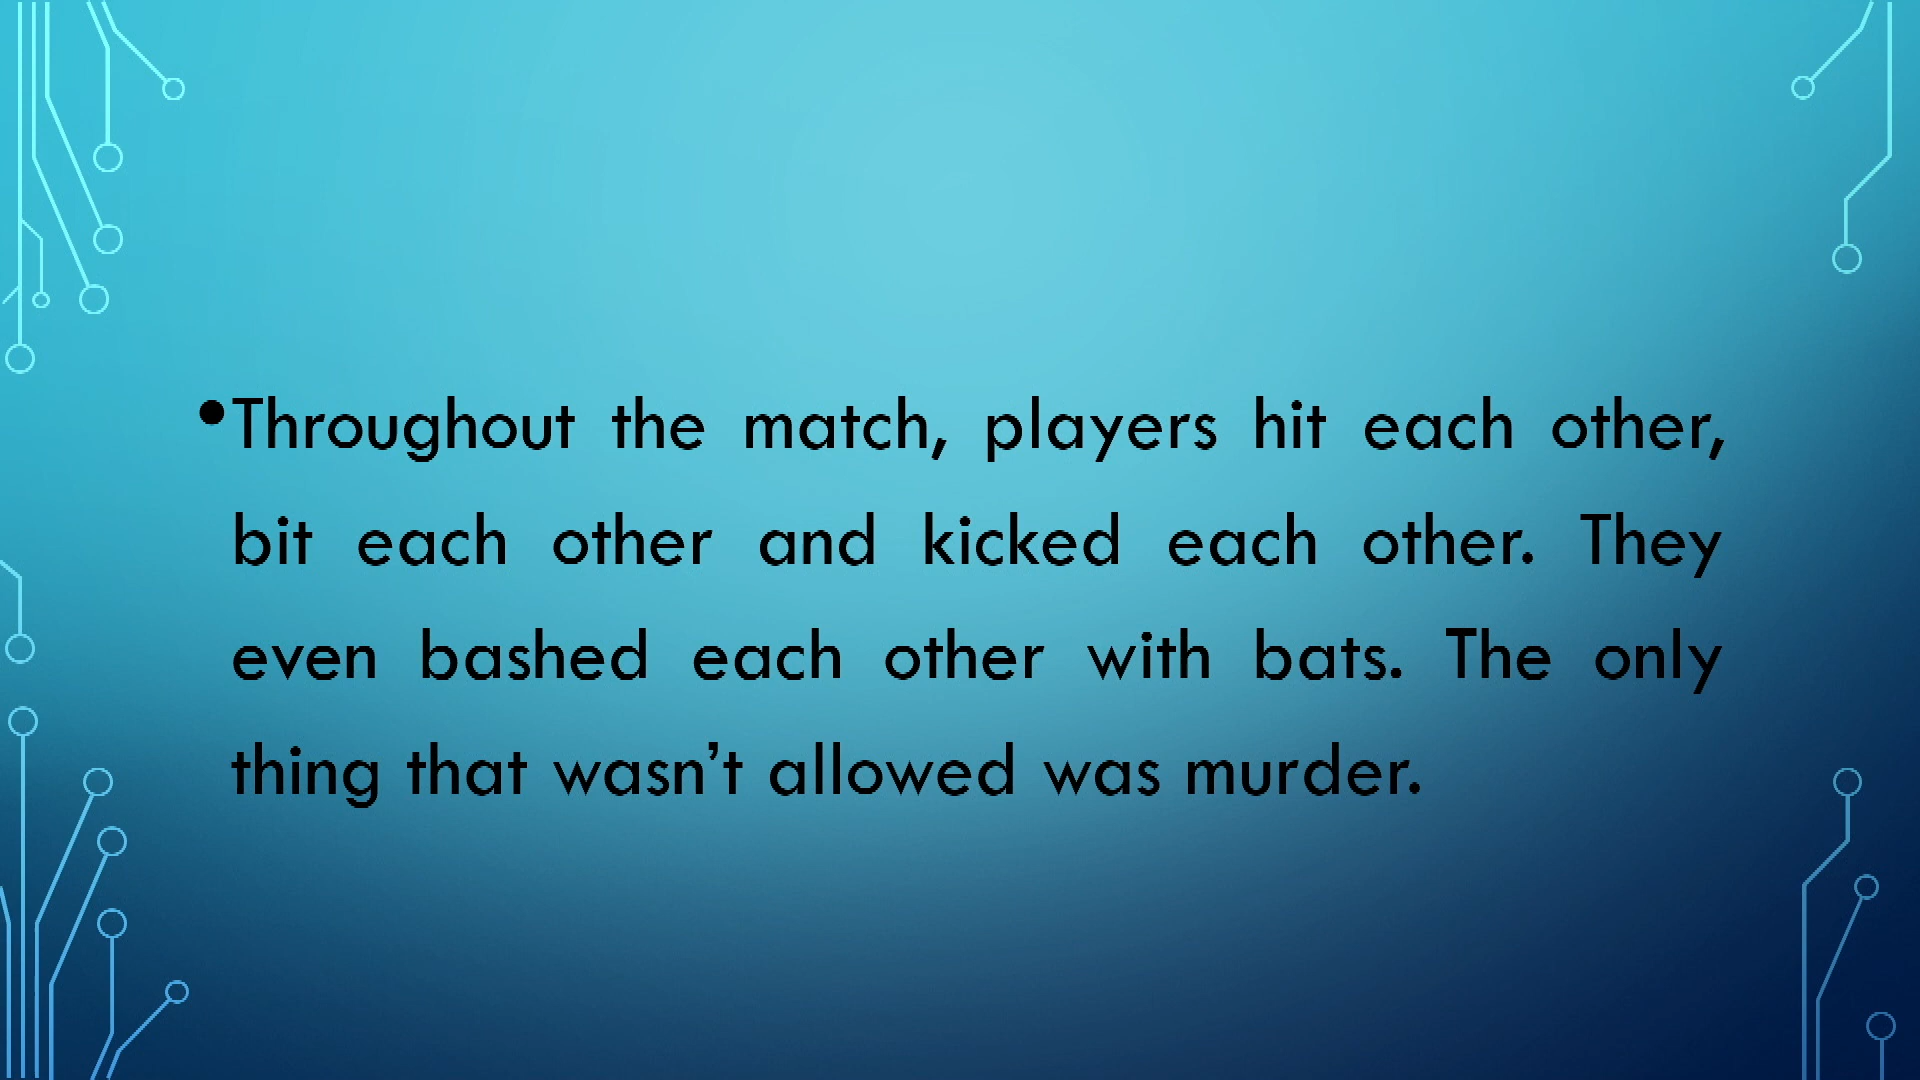 •Throughout the match, players hit each other,
bit each other and kicked each other. They
even bashed each other with bats. The only
thing that wasn’t allowed was murder.